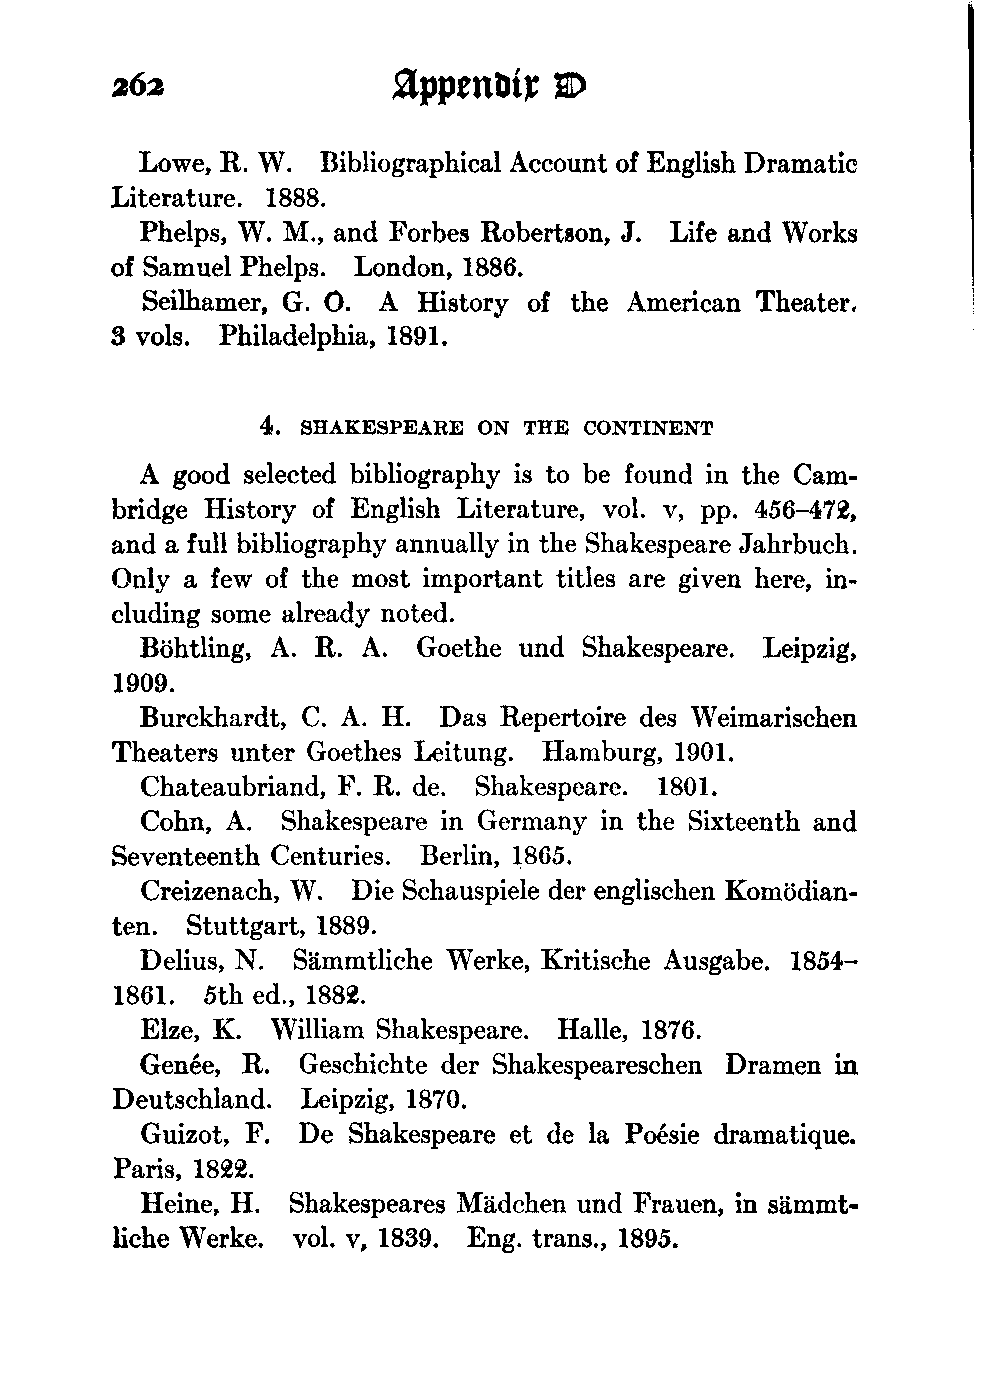 262 Appendix D
Lowe, R. W. Bibliographical Account of English Dramatic
Literature. 1888.
Phelps, W. M., and Forbes Robertson, J. Life and Works
of Samuel Phelps. London, 1886.
Seilhamer, G. O. A History of the American Theater.
3 vols. Philadelphia, 1891.
4. SHAKESPEARE ON THE CONTINENT
A good selected bibliography is to be found in the Cam-
bridge History of English Literature, vol. v, pp. 456–472,
and a full bibliography annually in the Shakespeare Jahrbuch.
Only a few of the most important titles are given here, in-
cluding some already noted.
Böhtling, A. R. A. Goethe und Shakespeare. Leipzig,
1909.
Burckhardt, C. A. H. Das Repertoire des Weimarischen
Theaters unter Goethes Leitung. Hamburg, 1901.
Chateaubriand, F. R. de. Shakespeare. 1801.
Cohn, A. Shakespeare in Germany in the Sixteenth and
Seventeenth Centuries. Berlin, 1865.
Creizenach, W. Die Schauspiele der englischen Komödian-
ten. Stuttgart, 1889.
Delius, N. Sämmtliche Werke, Kritische Ausgabe. 1854–
1861. 5th ed., 1882.
Elze, K. William Shakespeare. Halle, 1876.
Genée, R. Geschichte der Shakespeareschen Dramen in
Deutschland. Leipzig, 1870.
Guizot, F. De Shakespeare et de la Poésie dramatique.
Paris, 1822.
Heine, H. Shakespeares Mädchen und Frauen, in sämmt-
liche Werke. vol. v, 1839. Eng. trans., 1895.